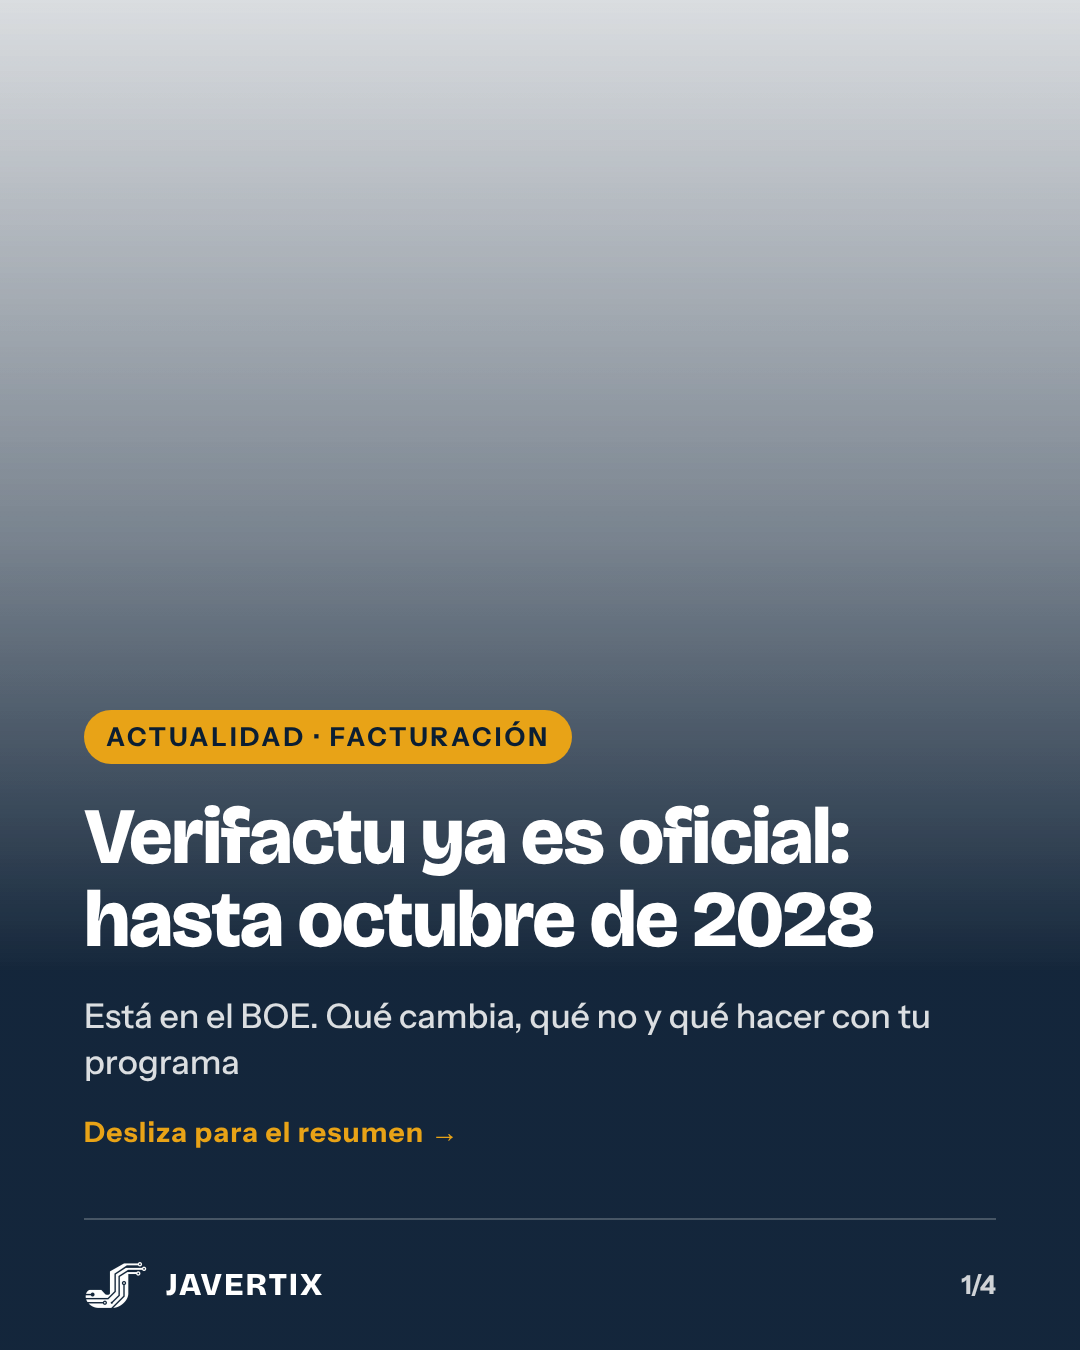 ACTUALIDAD · FACTURACIÓN
Verifactu ya es oficial:
hasta octubre de 2028
Está en el BOE. Qué cambia, qué no y qué hacer con tu
programa
Desliza para el resumen →
JAVERTIX
1/4